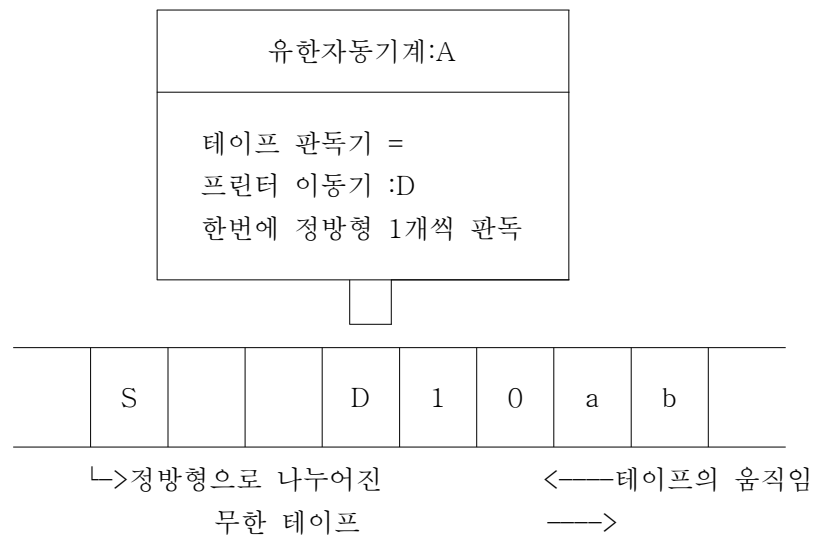 유한자동기계:A
테이프 판독기 =
프린터 이동기 :D
한번에 정방형 1개씩 판독
S D 1 0 a b
└->정방형으로 나누어진 <----테이프의 움직임
무한 테이프 ---->